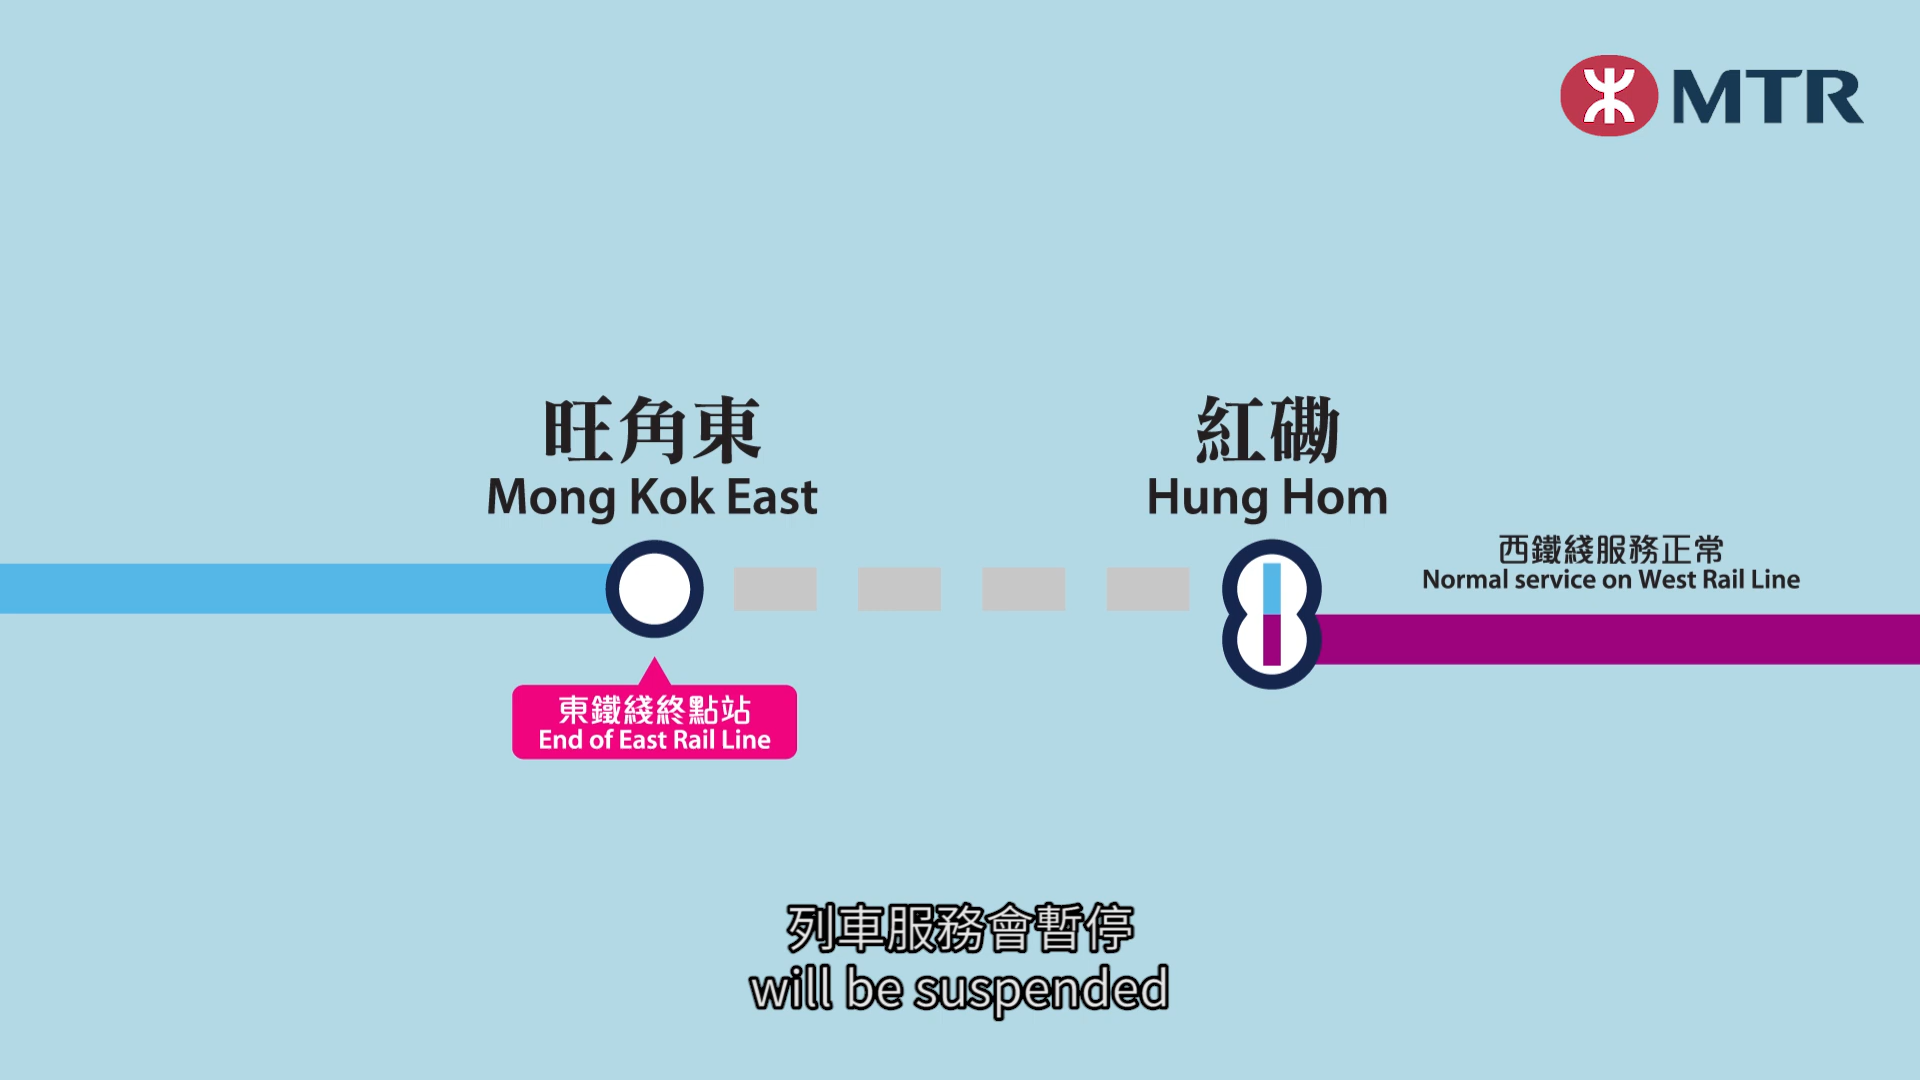 MTR
旺角東
Mong Kok East
紅磡
Hung Hom
西鐵綫服務正常
Normal service on West Rail Line
東鐵綫終點站
End of East Rail Line
列車服務會暫停
will be suspended